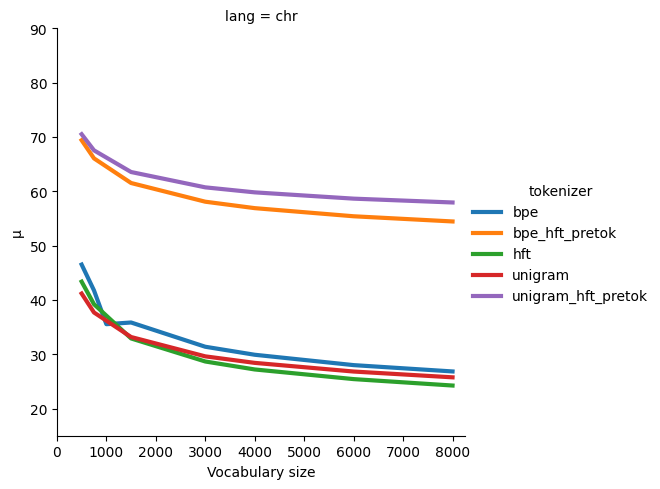 lang = chr
90
80
70
60
50
40
30
20
μ
0 1000 2000 3000 4000 5000 6000 7000 8000
Vocabulary size
tokenizer
bpe
bpe_hft_pretok
hft
unigram
unigram_hft_pretok